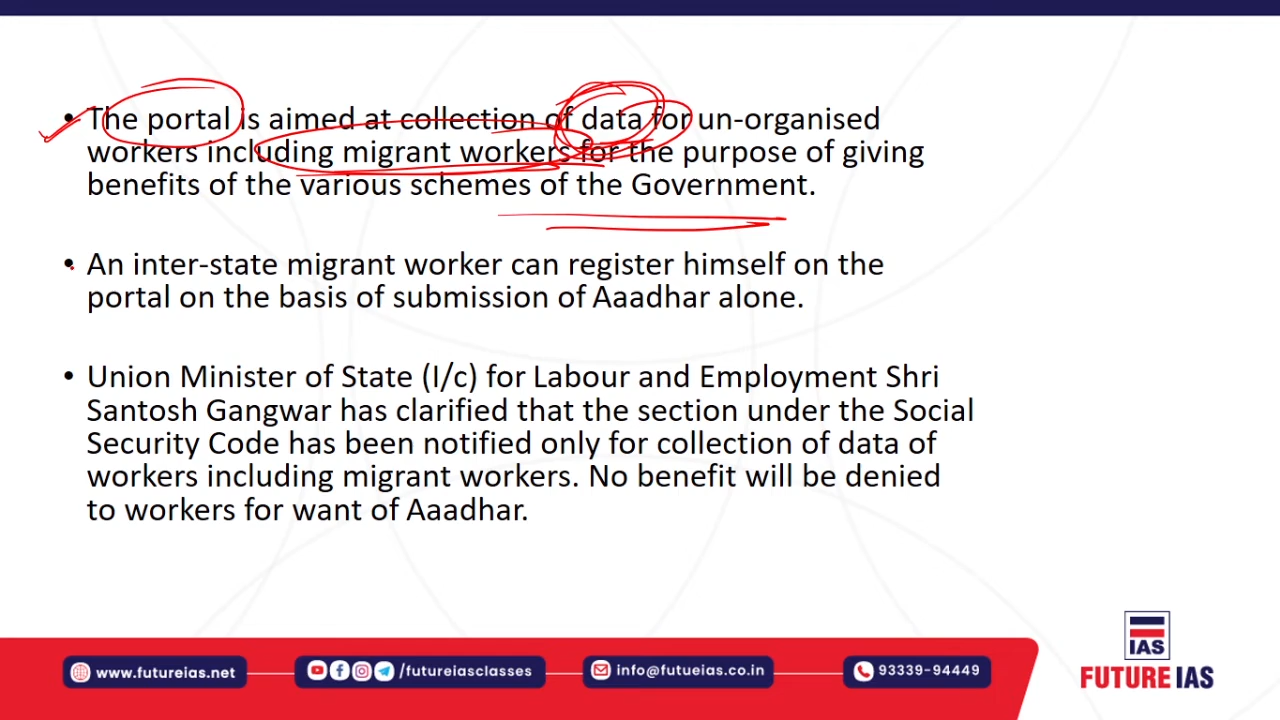 • The portal is aimed at collection of data for un-organised
workers including migrant workers for the purpose of giving
benefits of the various schemes of the Government.
• An inter-state migrant worker can register himself on the
portal on the basis of submission of Aaadhar alone.
• Union Minister of State (I/c) for Labour and Employment Shri
Santosh Gangwar has clarified that the section under the Social
Security Code has been notified only for collection of data of
workers including migrant workers. No benefit will be denied
to workers for want of Aaadhar.
www.futureias.net
/futureiasclasses
info@futueias.co.in
93339-94449
IAS
FUTURE IAS